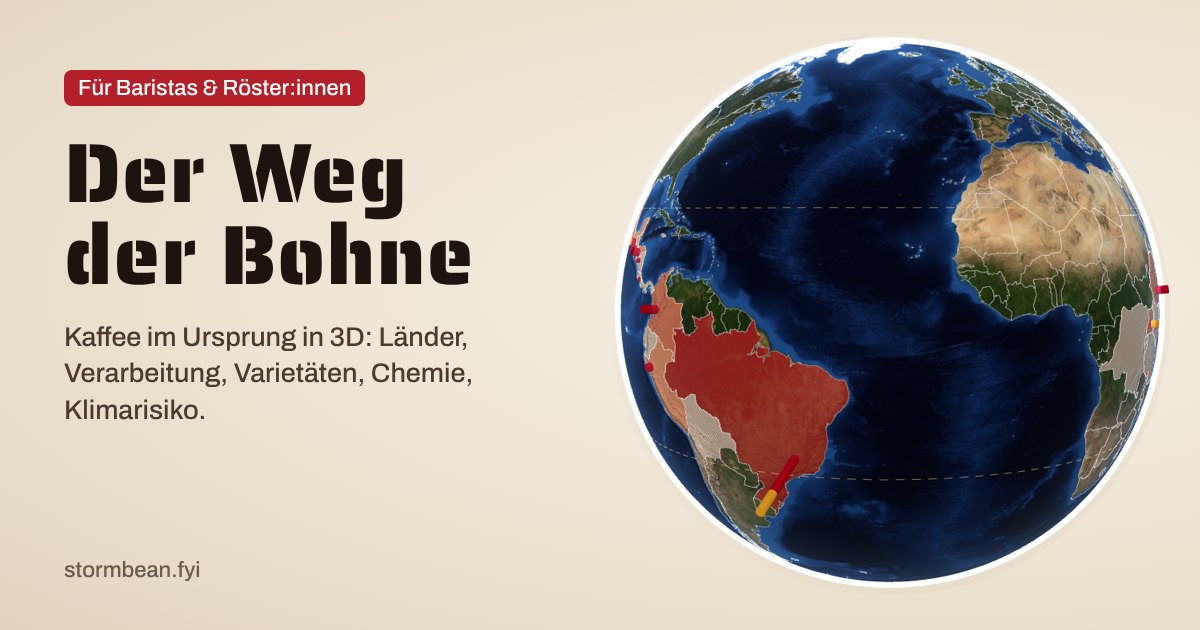 Für Baristas & Röster:innen
Der Weg
der Bohne
Kaffee im Ursprung in 3D: Länder,
Verarbeitung, Varietäten, Chemie,
Klimarisiko.
stormbean.fyi